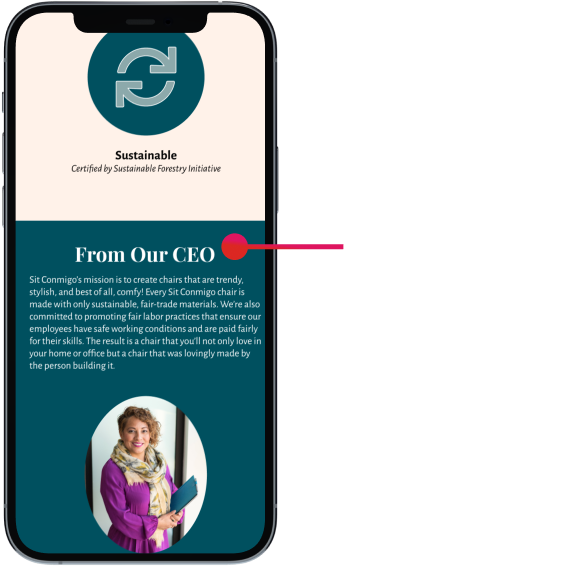 Sustainable
Certified by Sustainable Forestry Initiative
From Our CEO
Sit Conmigo's mission is to create chairs that are trendy,
stylish, and best of all, comfy! Every Sit Conmigo chair is
made with only sustainable, fair-trade materials. We're also
committed to promoting fair labor practices that ensure our
employees have safe working conditions and are paid fairly
for their skills. The result is a chair that you'll not only love in
your home or office but a chair that was lovingly made by
the person building it.